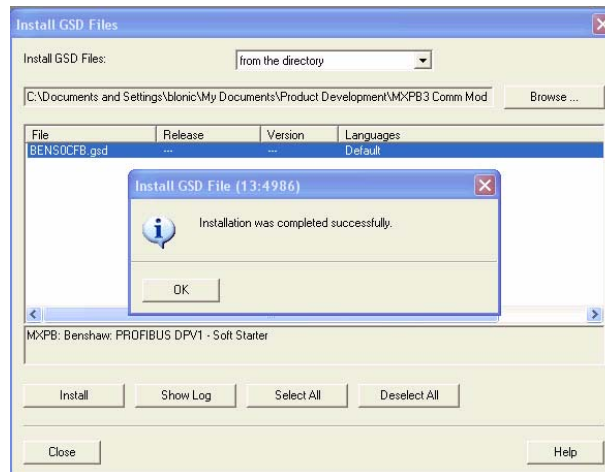 Install GSD Files
Install GSD Files:
from the directory
C:\Documents and Settings\blonic\My Documents\Product Development\MXPB3 Comm Mod
Browse ...
File Release Version Languages
BENS0CFB.gsd --- --- Default
Install GSD File (13:4986)
Installation was completed successfully.
OK
MXPB: Benshaw: PROFIBUS DPV1 - Soft Starter
Install Show Log Select All Deselect All
Close Help